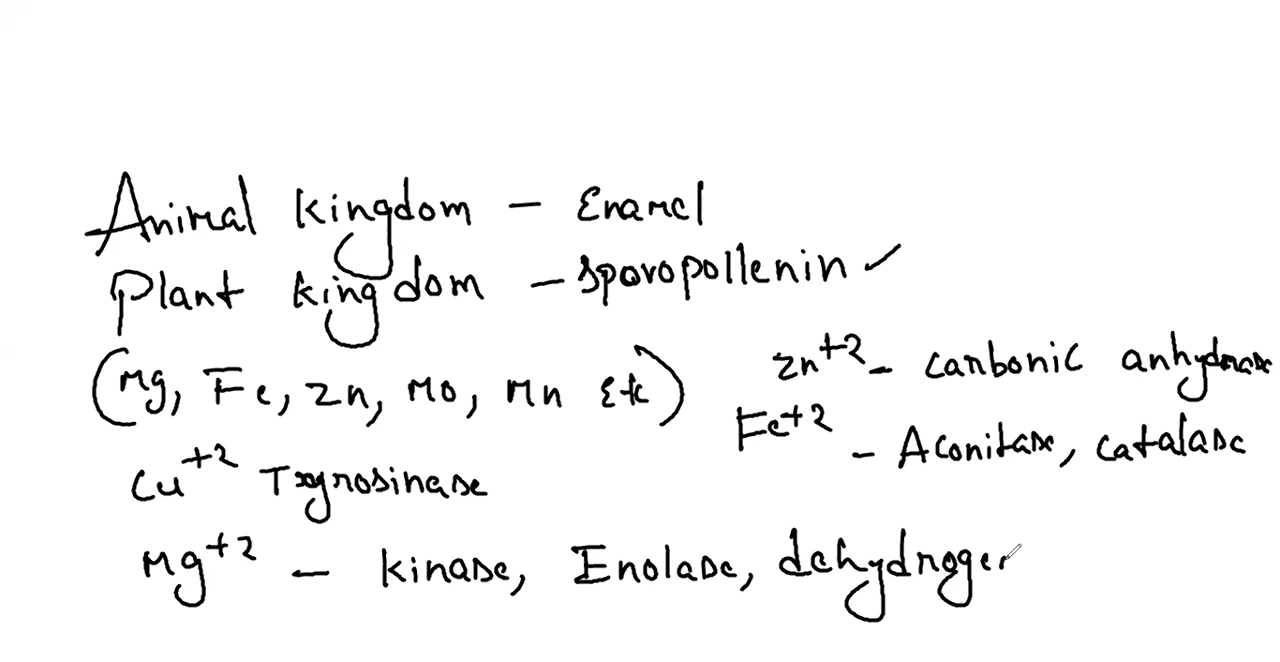 Animal kingdom - Enamel
Plant kingdom - sporopollenin ✓
(Mg, Fe, Zn, Mo, Mn Etc)
Zn+2 - carbonic anhydrase
Fe+2 - Aconitase, catalase
Cu+2 Tyrosinase
Mg+2 - kinase, Enolase, dehydrogen